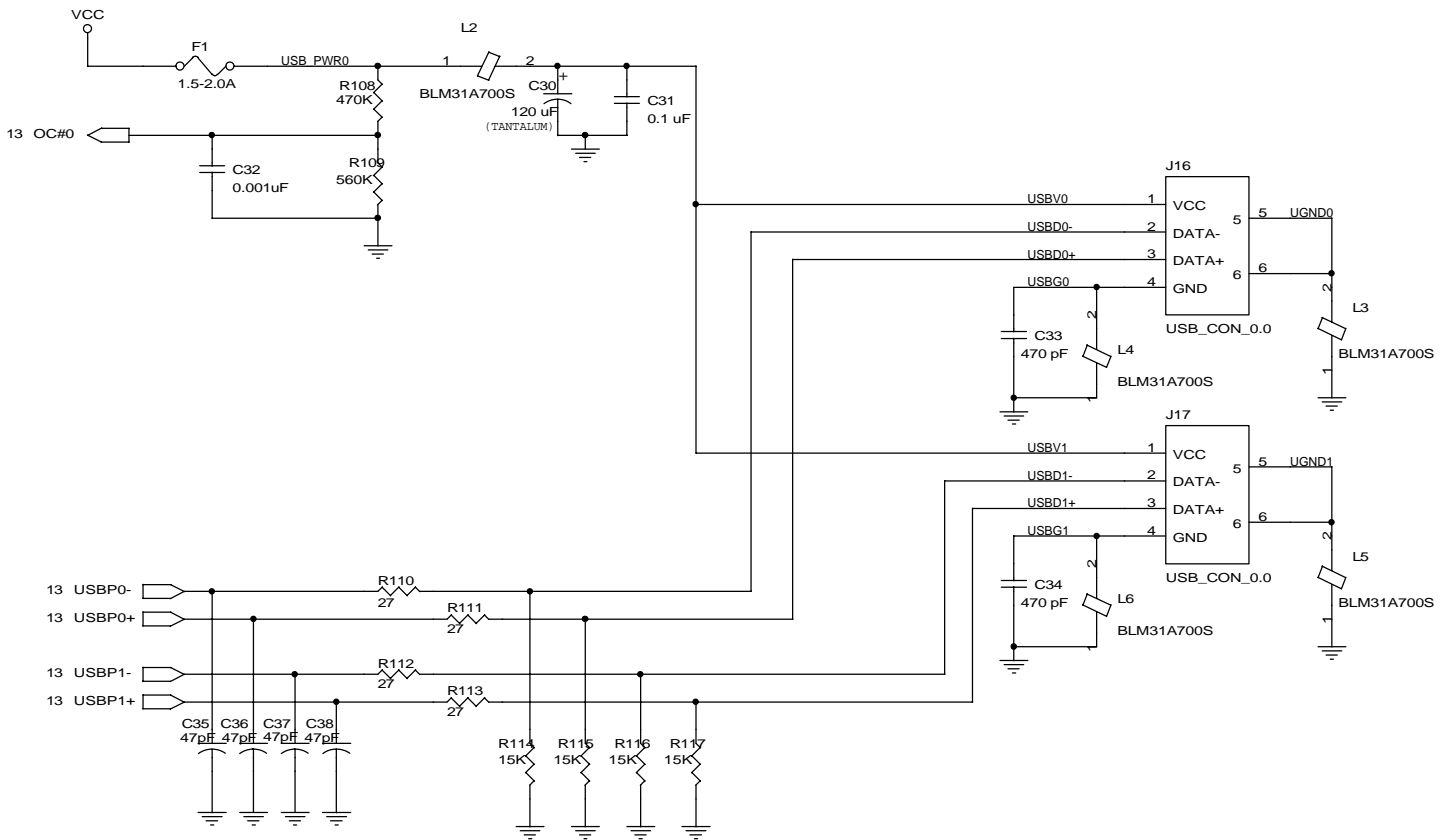 VCC
L2
F1
USB_PWR0
1 2
1.5-2.0A
R108
470K
BLM31A700S
+
C30
120 uF
(TANTALUM)
C31
0.1 uF
13 OC#0
C32
0.001uF
R109
560K
J16
USBV0 1 VCC
5 5 UGND0
USBD0- 2 DATA-
USBD0+ 3 DATA+
6 6
USBG0 4 GND
2
2
L3
C33
470 pF
L4
USB_CON_0.0
BLM31A700S
BLM31A700S
1
1
J17
USBV1 1 VCC
5 5 UGND1
USBD1- 2 DATA-
USBD1+ 3 DATA+
6 6
USBG1 4 GND
2
2
L5
C34
470 pF
L6
USB_CON_0.0
BLM31A700S
BLM31A700S
1
1
13 USBP0-
R110
27
13 USBP0+
R111
27
13 USBP1-
R112
27
13 USBP1+
R113
27
C35 C36 C37 C38
47pF 47pF 47pF 47pF
R114 R115 R116 R117
15K 15K 15K 15K